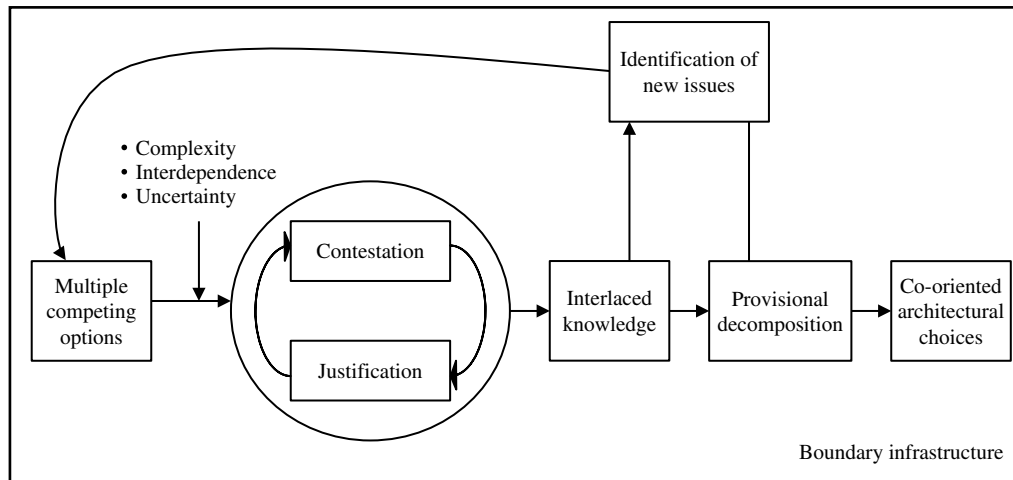 Identification of
new issues
• Complexity
• Interdependence
• Uncertainty
Contestation
Multiple
competing
options
Interlaced
knowledge
Provisional
decomposition
Co-oriented
architectural
choices
Justification
Boundary infrastructure